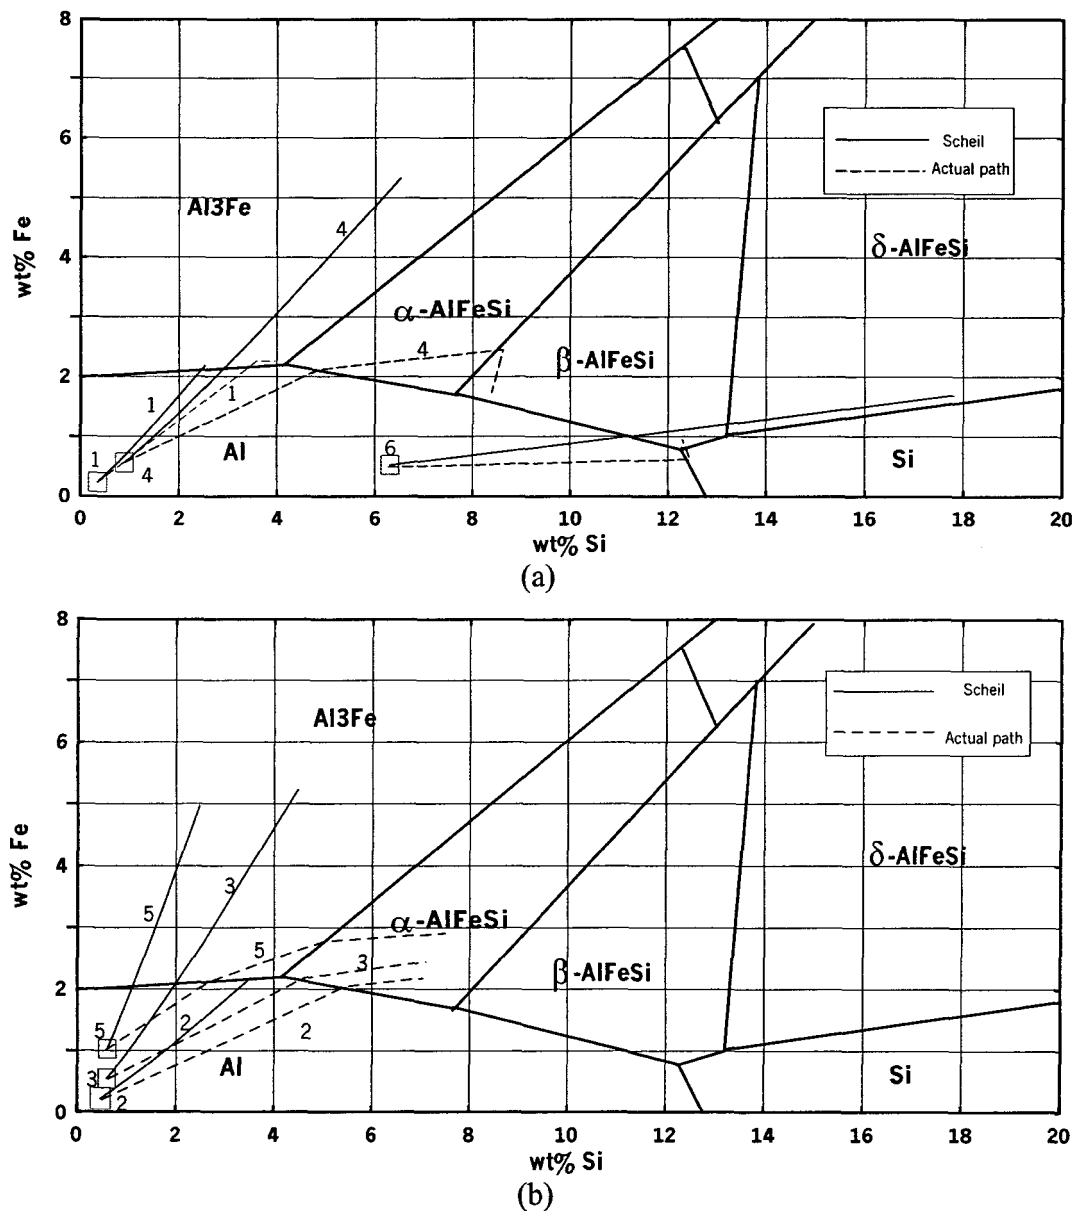 8
6
4
2
0
wt% Fe
Scheil
Actual path
Al3Fe
4
δ-AlFeSi
α-AlFeSi
4
β-AlFeSi
1
1
6
Al
Si
1
4
0 2 4 6 8 10 12 14 16 18 20
wt% Si
(a)
8
6
4
2
0
wt% Fe
Scheil
Actual path
Al3Fe
3
5
δ-AlFeSi
α-AlFeSi
5
3
β-AlFeSi
5
2
2
Al
Si
3
2
0 2 4 6 8 10 12 14 16 18 20
wt% Si
(b)